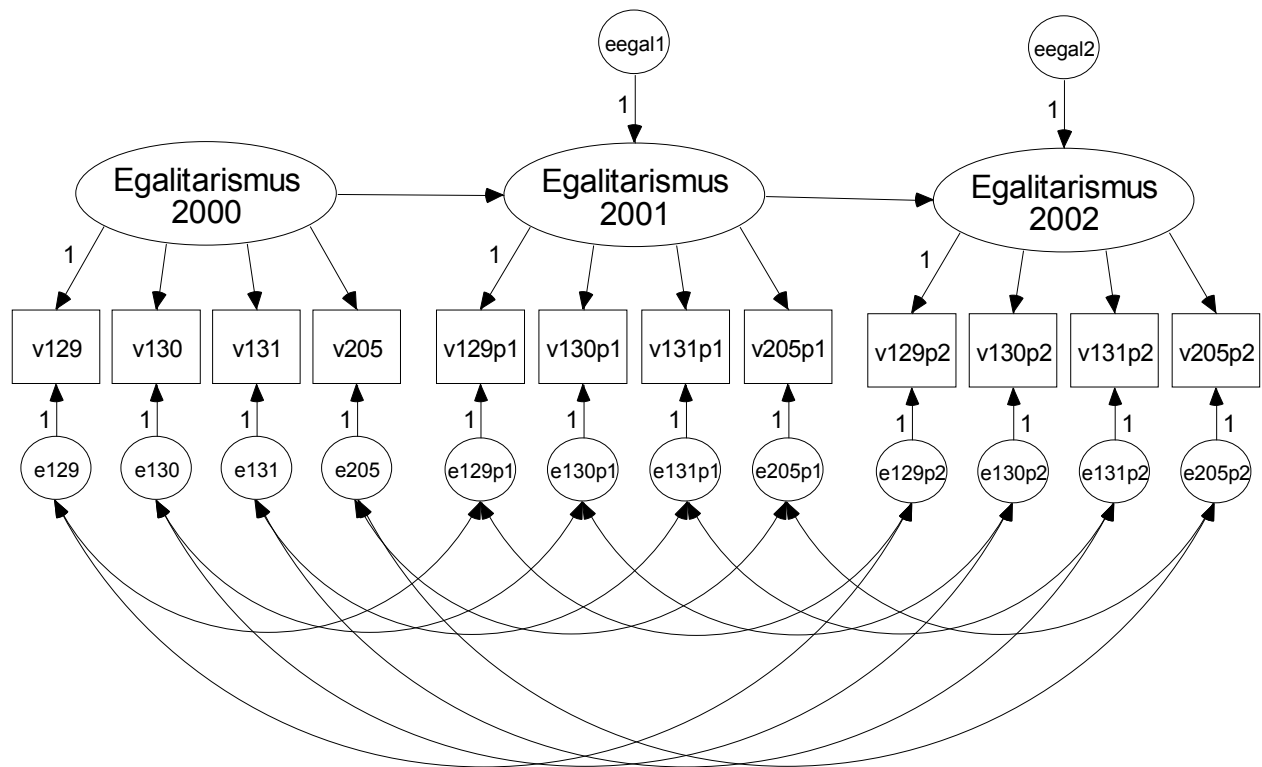 eegal1
eegal2
1
1
Egalitarismus
2000
Egalitarismus
2001
Egalitarismus
2002
1
1
1
v129
v130
v131
v205
v129p1
v130p1
v131p1
v205p1
v129p2
v130p2
v131p2
v205p2
1
1
1
1
1
1
1
1
1
1
1
1
e129
e130
e131
e205
e129p1
e130p1
e131p1
e205p1
e129p2
e130p2
e131p2
e205p2